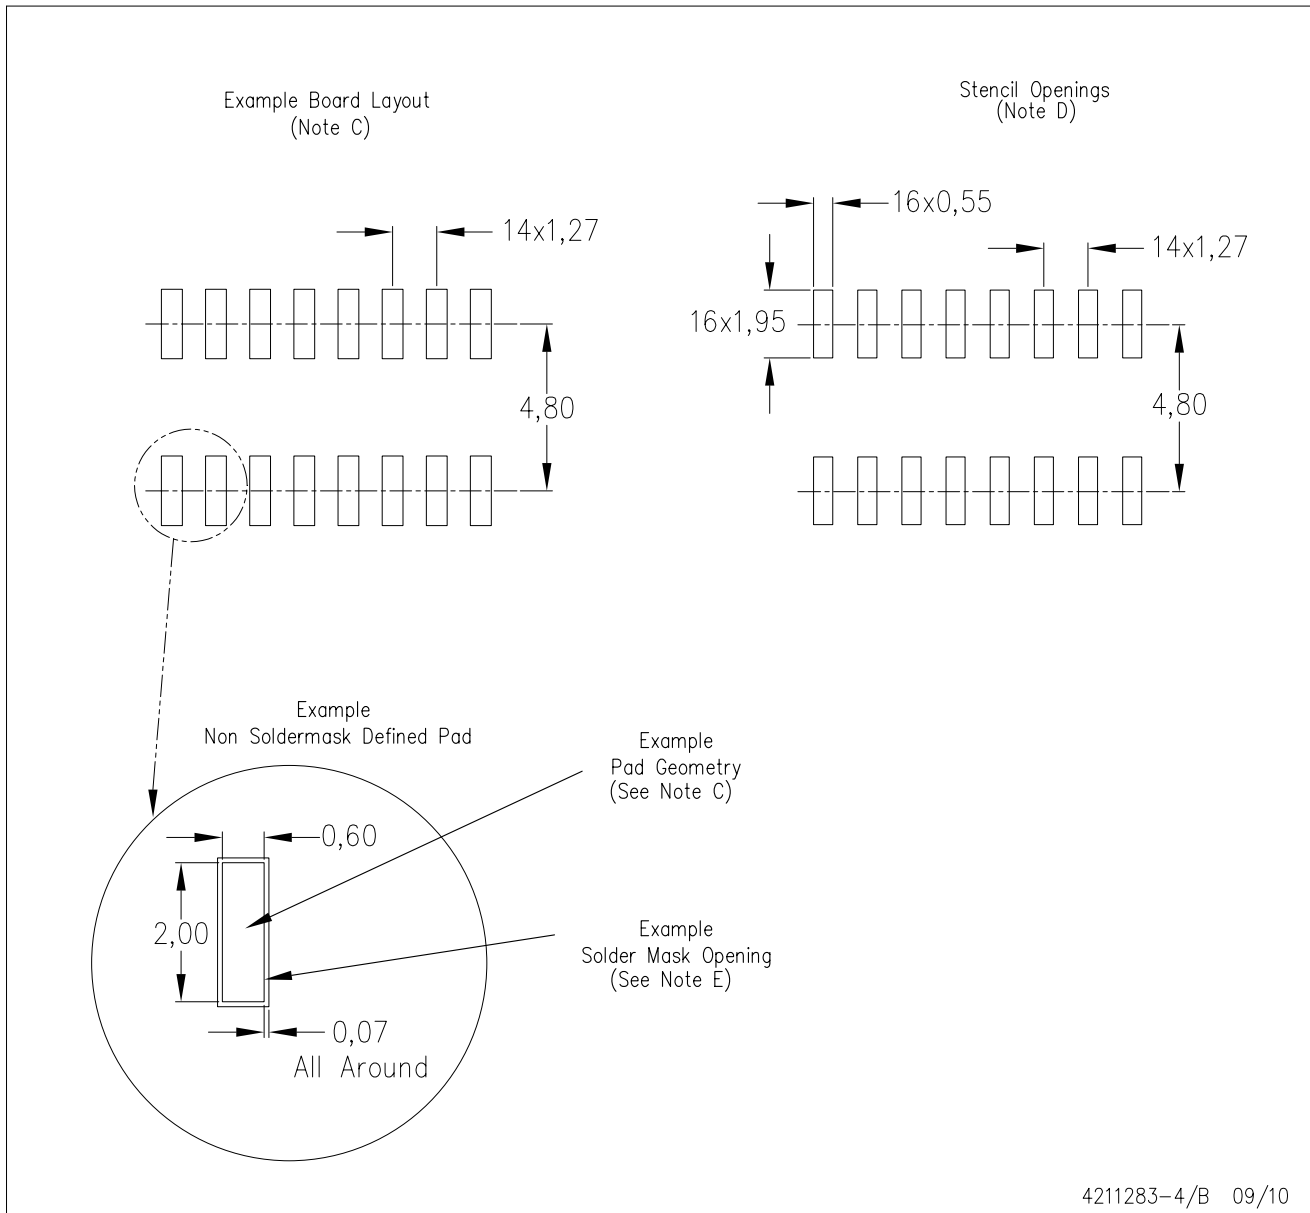 Example Board Layout
(Note C)
14x1,27
4,80
Stencil Openings
(Note D)
16x0,55
14x1,27
16x1,95
4,80
Example
Non Soldermask Defined Pad
0,60
2,00
0,07
All Around
Example
Pad Geometry
(See Note C)
Example
Solder Mask Opening
(See Note E)
4211283-4/B 09/10